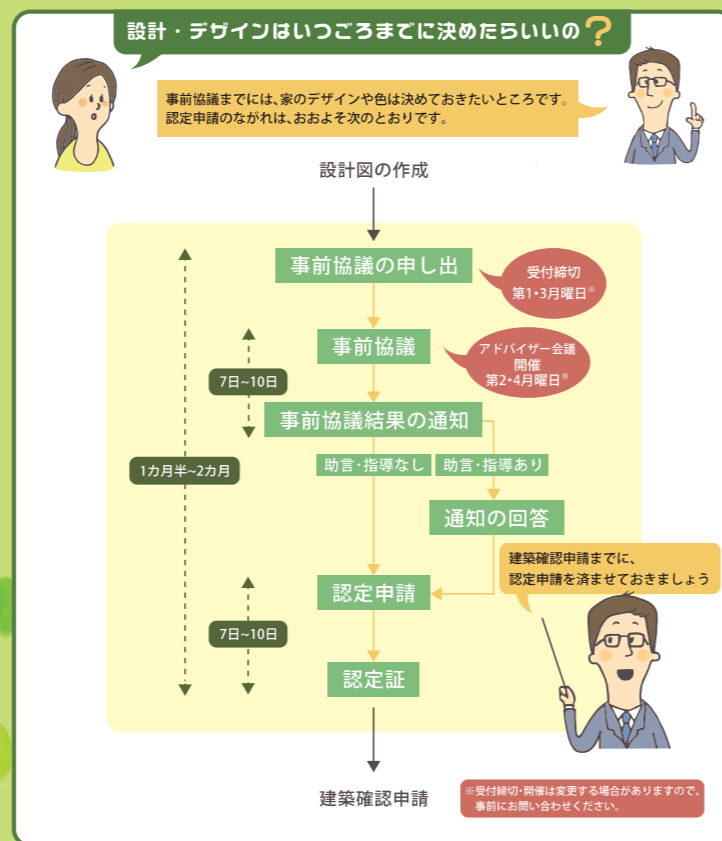 設計・デザインはいつごろまでに決めたらいいの?
事前協議までには、家のデザインや色は決めておきたいところです。
認定申請のながれは、おおよそ次のとおりです。
設計図の作成
事前協議の申し出
受付締切
第1・3月曜日※
事前協議
アドバイザー会議
開催
第2・4月曜日※
7日~10日
事前協議結果の通知
1カ月半~2カ月
助言・指導なし
助言・指導あり
通知の回答
建築確認申請までに、
認定申請を済ませておきましょう
認定申請
7日~10日
認定証
建築確認申請
※受付締切・開催は変更する場合がありますので、
事前にお問い合わせください。